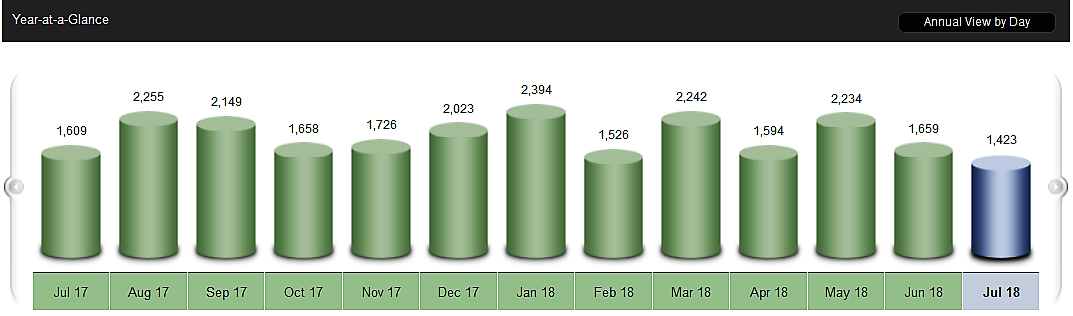 Year-at-a-Glance
Annual View by Day
1,609
2,255
2,149
1,658
1,726
2,023
2,394
1,526
2,242
1,594
2,234
1,659
1,423
Jul 17
Aug 17
Sep 17
Oct 17
Nov 17
Dec 17
Jan 18
Feb 18
Mar 18
Apr 18
May 18
Jun 18
Jul 18